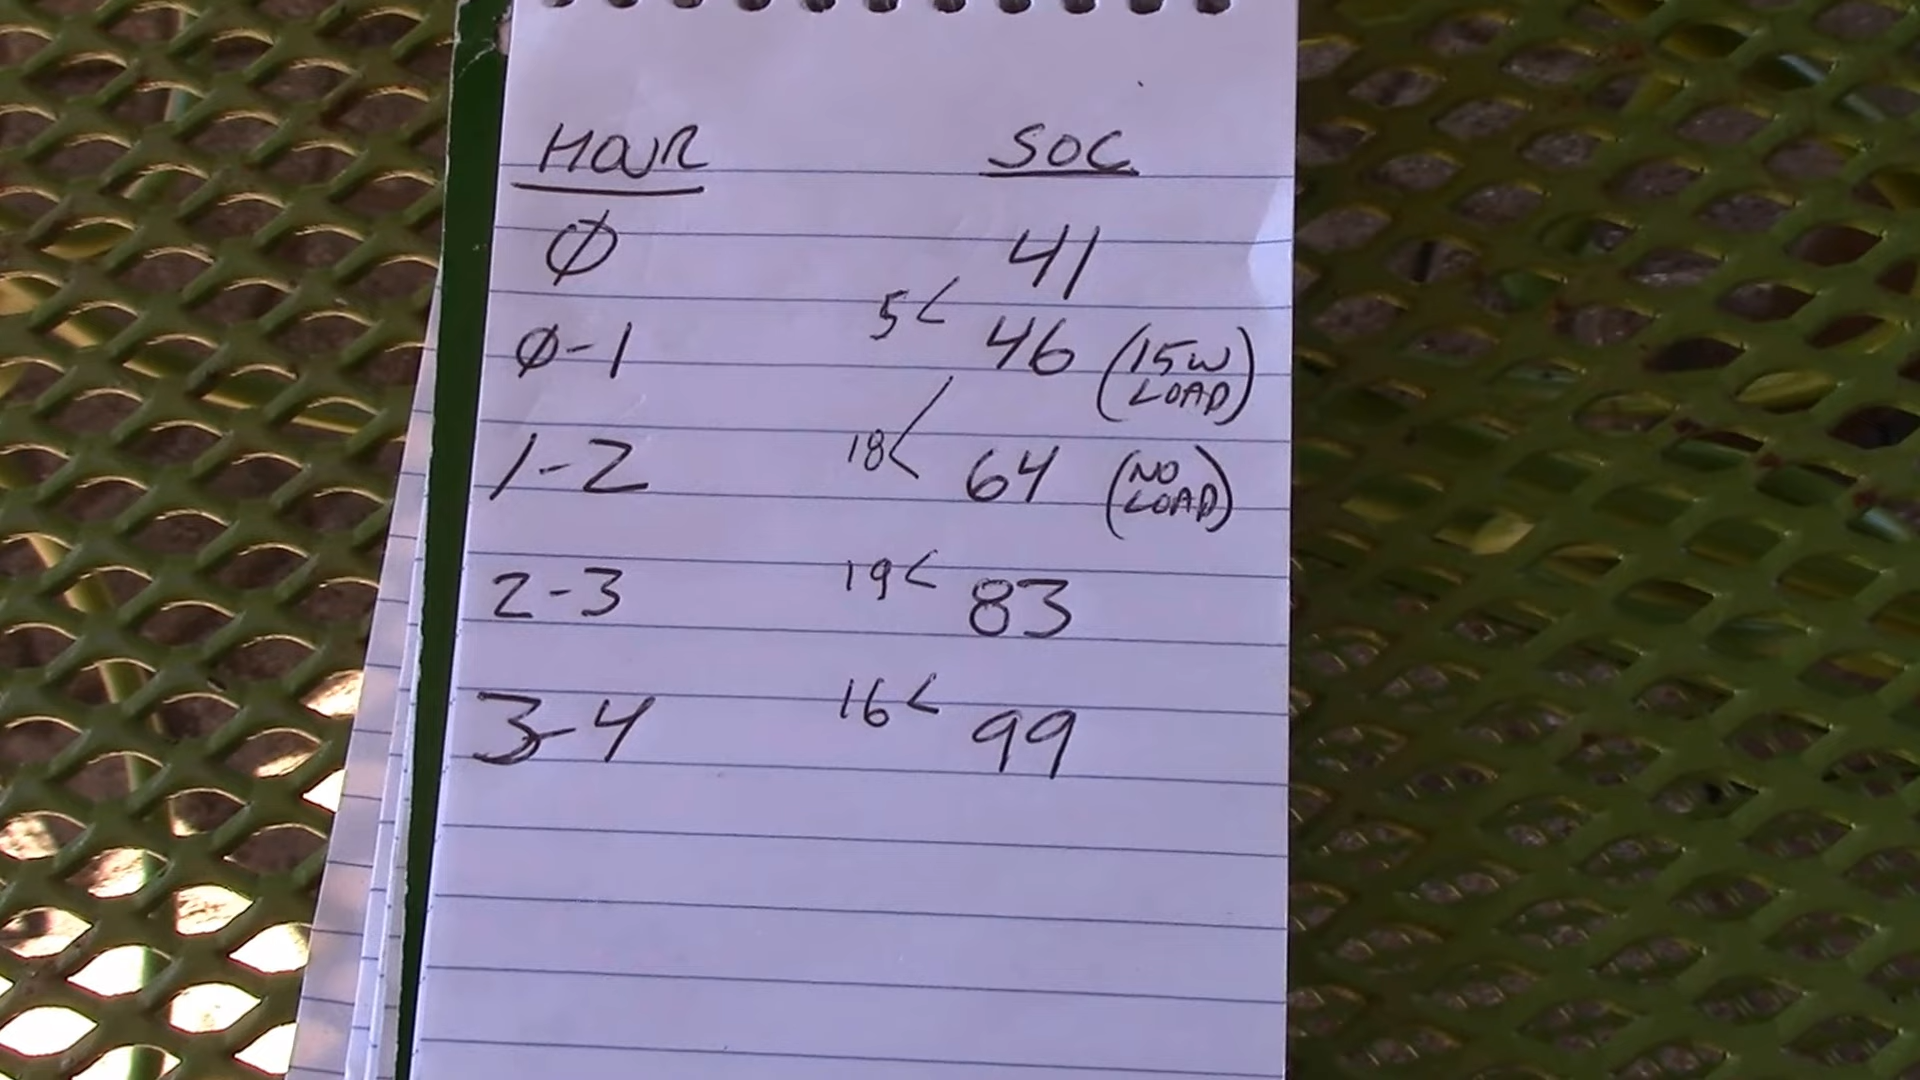 HOUR SOC
Ø 41
5<
Ø-1 46 (15W LOAD)
1-2 18< 64 (NO LOAD)
2-3 19< 83
3-4 16< 99